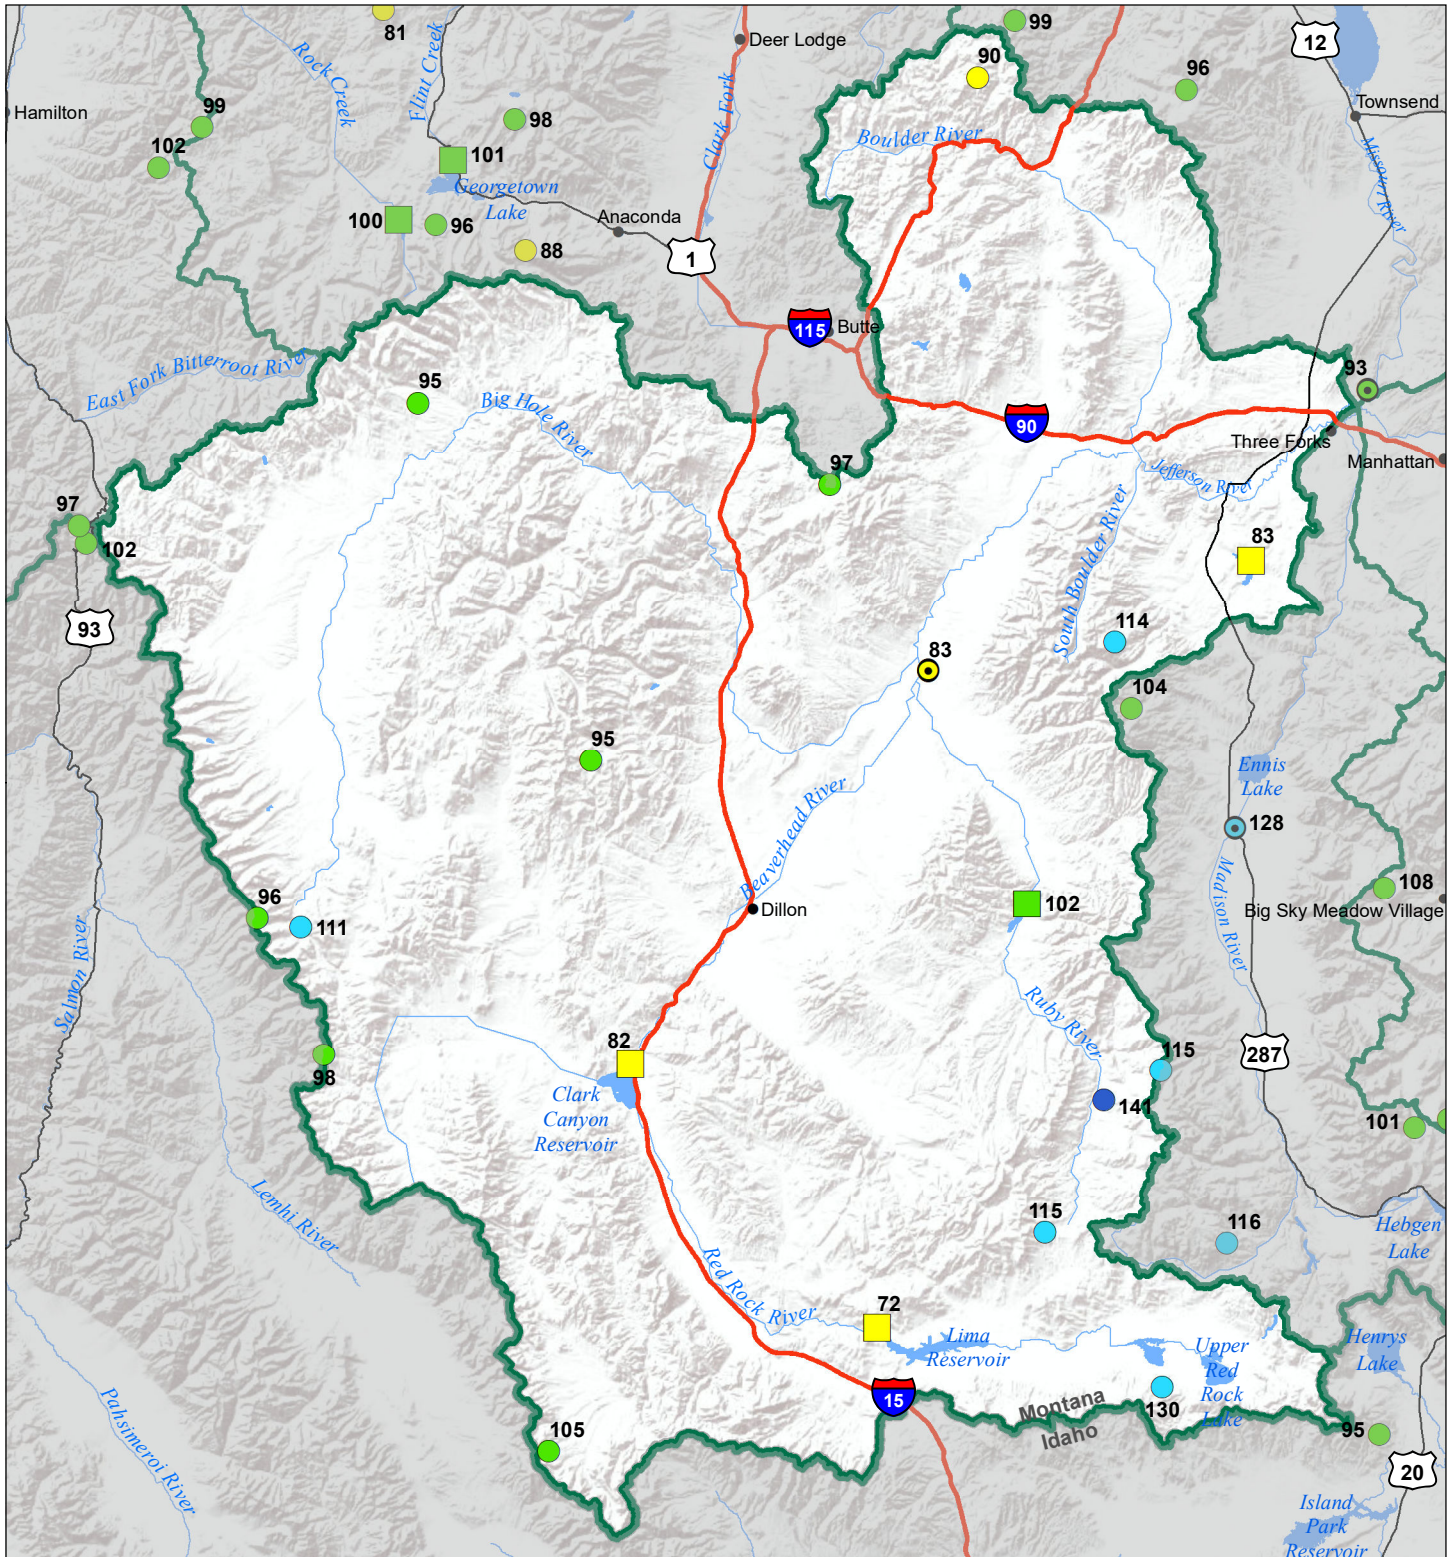 81
99
12
Deer Lodge
90
96
Rock Creek
Flint Creek
Clark Fork
Townsend
Hamilton
99
98
102
Boulder River
Missouri River
101
Georgetown
Lake
100
96
Anaconda
88
1
115
Butte
East Fork Bitterroot River
93
95
Big Hole River
90
Three Forks
Manhattan
97
Jefferson River
97
102
South Boulder River
83
93
114
83
104
95
Ennis
Lake
128
Beaverhead River
Madison River
108
Big Sky Meadow Village
96
111
Dillon
102
Salmon River
Ruby River
82
98
287
115
Clark
Canyon
Reservoir
141
101
Lemhi River
115
116
Hebgen
Lake
Red Rock River
72
Lima
Reservoir
Upper
Red
Rock
Lake
Henrys
Lake
15
Montana
Idaho
130
95
Pahsimeroi River
105
20
Island
Park
Reservoir